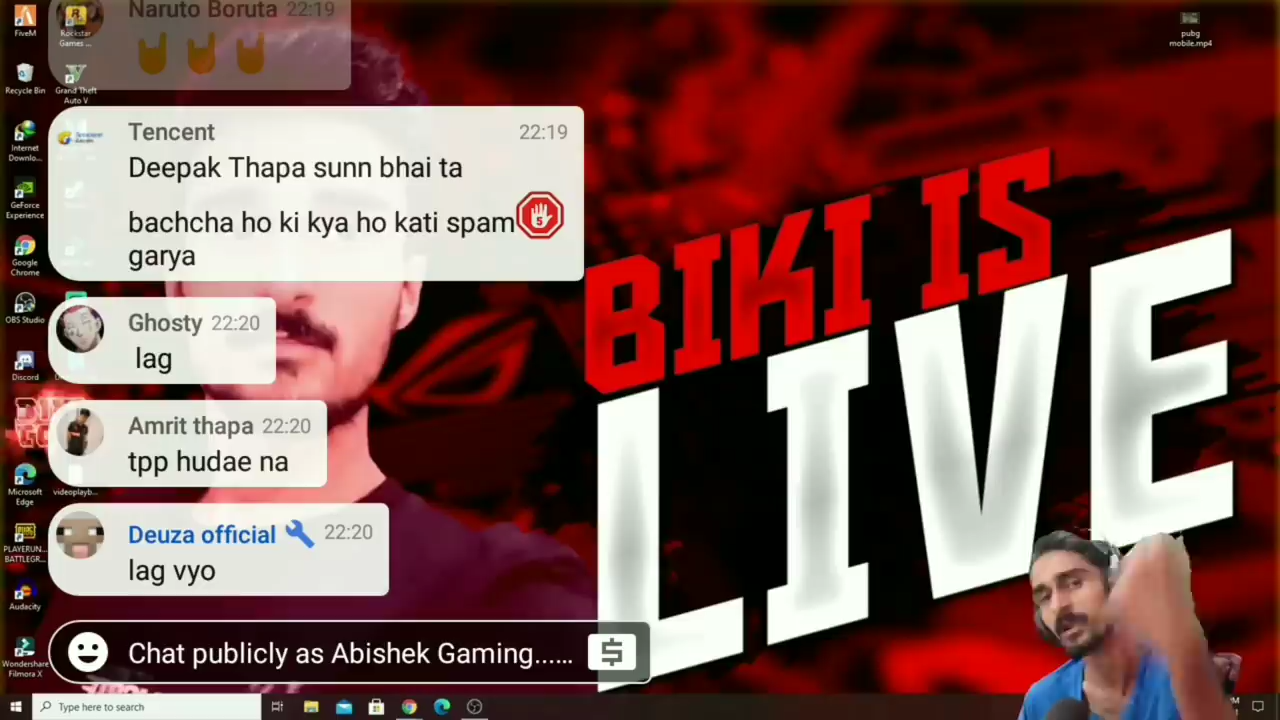 Naruto Boruta 22:19
Tencent 22:19
Deepak Thapa sunn bhai ta
bachcha ho ki kya ho kati spam
5
garya
Ghosty 22:20
lag
Amrit thapa 22:20
tpp hudae na
Deuza official 22:20
lag vyo
Chat publicly as Abishek Gaming......
$
BIKI IS
LIVE
FiveM
Rockstar
Games ...
Recycle Bin
Grand Theft
Auto V
Internet
Downlo...
GeForce
Experience
Google
Chrome
OBS Studio
Discord
Microsoft
Edge
videoplayb...
PLAYERUN...
BATTLEGR...
Audacity
Wondershare
Filmora X
pubg
mobile.mp4
Type here to search